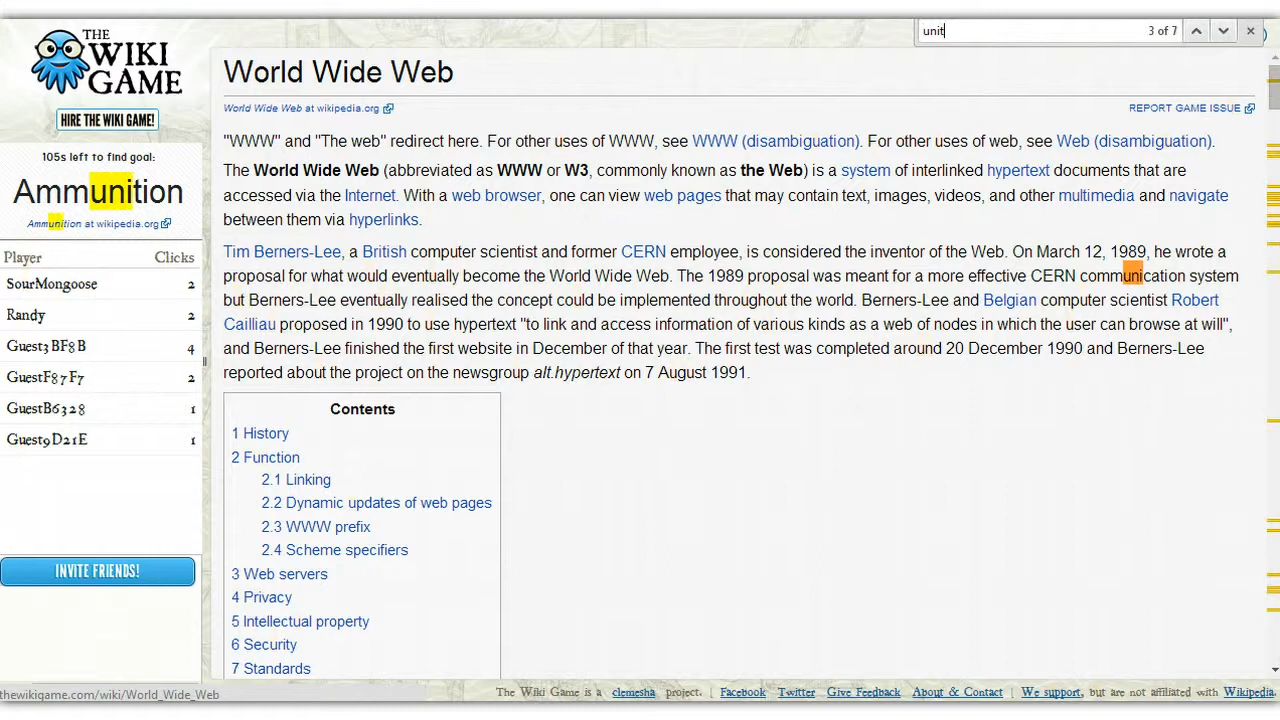 unit
3 of 7
THE
WIKI
GAME
HIRE THE WIKI GAME!
105s left to find goal:
Ammunition
Ammunition at wikipedia.org
Player Clicks
SourMongoose 2
Randy 2
Guest3BF8B 4
GuestF87F7 2
GuestB6328 1
Guest9D21E 1
INVITE FRIENDS!
World Wide Web
World Wide Web at wikipedia.org
REPORT GAME ISSUE
"WWW" and "The web" redirect here. For other uses of WWW, see WWW (disambiguation). For other uses of web, see Web (disambiguation).
The World Wide Web (abbreviated as WWW or W3, commonly known as the Web) is a system of interlinked hypertext documents that are
accessed via the Internet. With a web browser, one can view web pages that may contain text, images, videos, and other multimedia and navigate
between them via hyperlinks.
Tim Berners-Lee, a British computer scientist and former CERN employee, is considered the inventor of the Web. On March 12, 1989, he wrote a
proposal for what would eventually become the World Wide Web. The 1989 proposal was meant for a more effective CERN communication system
but Berners-Lee eventually realised the concept could be implemented throughout the world. Berners-Lee and Belgian computer scientist Robert
Cailliau proposed in 1990 to use hypertext "to link and access information of various kinds as a web of nodes in which the user can browse at will",
and Berners-Lee finished the first website in December of that year. The first test was completed around 20 December 1990 and Berners-Lee
reported about the project on the newsgroup alt.hypertext on 7 August 1991.
Contents
1 History
2 Function
2.1 Linking
2.2 Dynamic updates of web pages
2.3 WWW prefix
2.4 Scheme specifiers
3 Web servers
4 Privacy
5 Intellectual property
6 Security
7 Standards
thewikigame.com/wiki/World_Wide_Web
The Wiki Game is a clemesha project. | Facebook Twitter Give Feedback About & Contact | We support, but are not affiliated with Wikipedia.